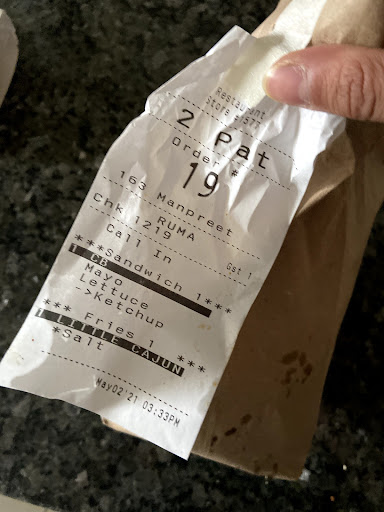 Restaurant
2 Pat
Order #
19
163 Manpreet
RUMA
Chk 1219 Gst 1
Call In
***Sandwich 1***
1 CB
Mayo
Lettuce
->Ketchup
*** Fries 1 ***
1 LITTLE CAJUN
*Salt
May02'21 03:33PM